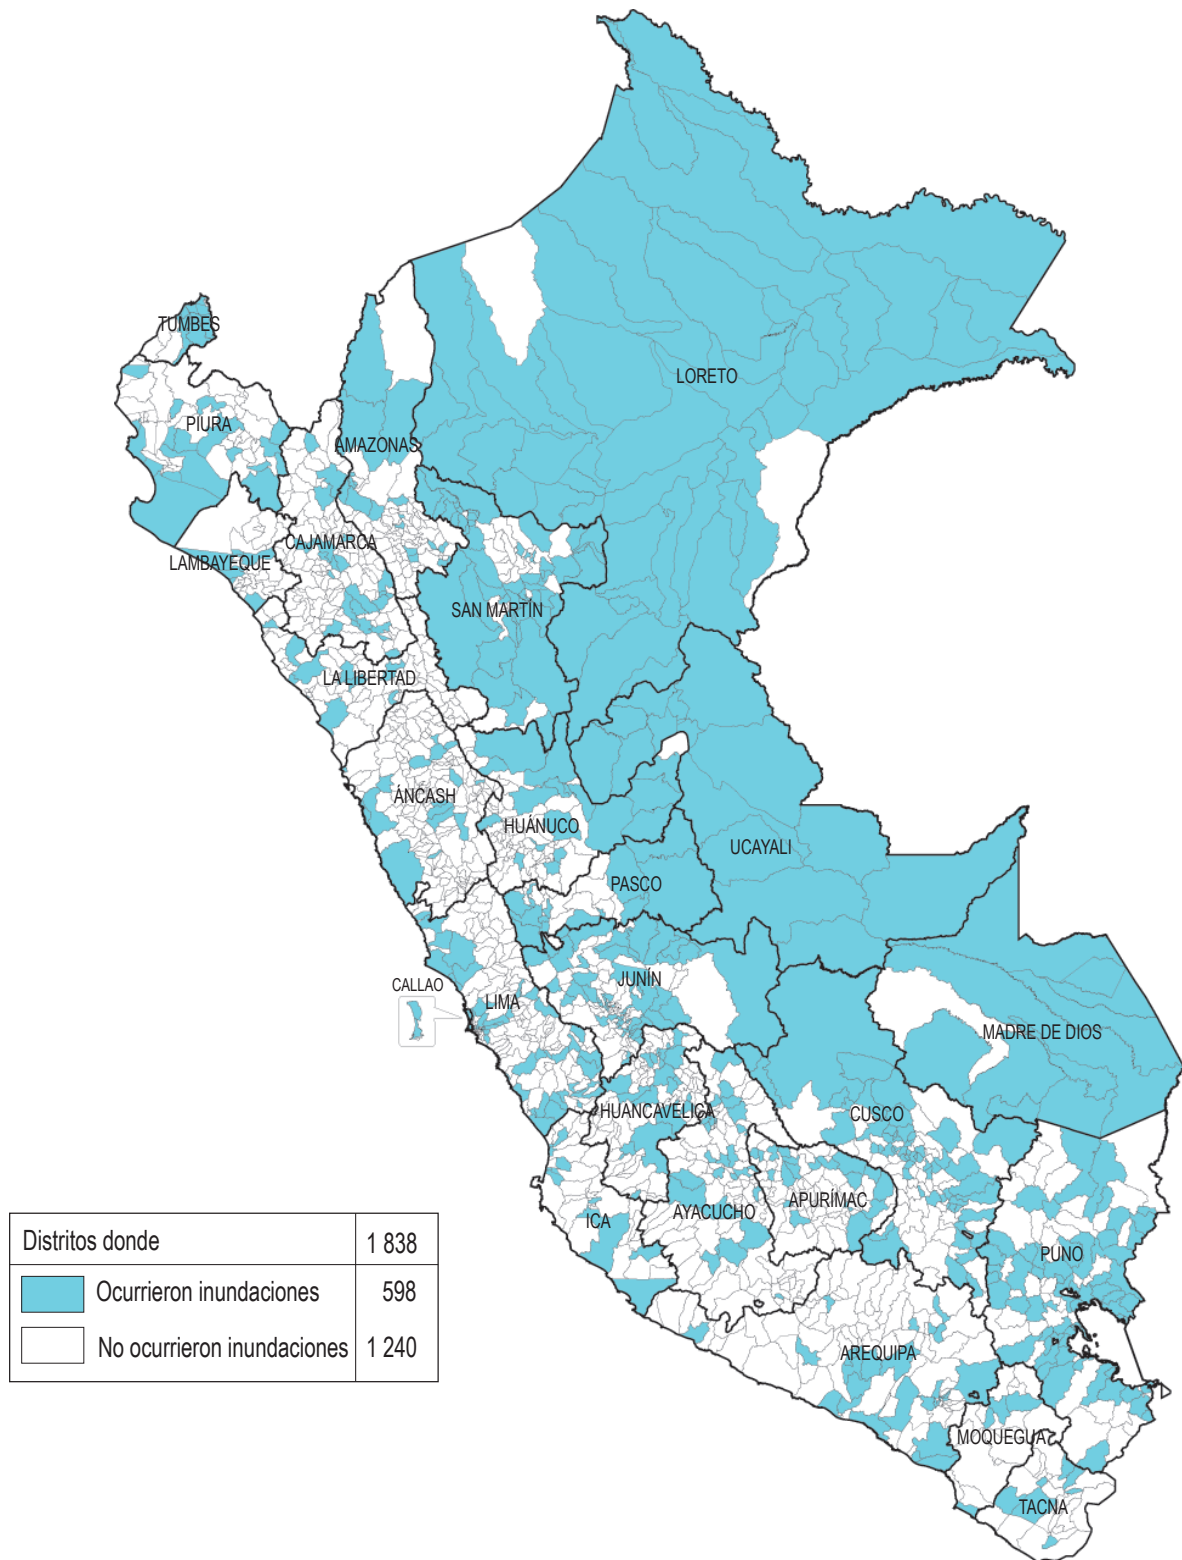 TUMBES
LORETO
PIURA
AMAZONAS
CAJAMARCA
LAMBAYEQUE
SAN MARTÍN
LA LIBERTAD
ÁNCASH
HUÁNUCO
UCAYALI
PASCO
JUNÍN
CALLAO
LIMA
MADRE DE DIOS
HUANCAVELICA
CUSCO
APURÍMAC
AYACUCHO
ICA
PUNO
AREQUIPA
MOQUEGUA
TACNA
Distritos donde 1 838
Ocurrieron inundaciones 598
No ocurrieron inundaciones 1 240